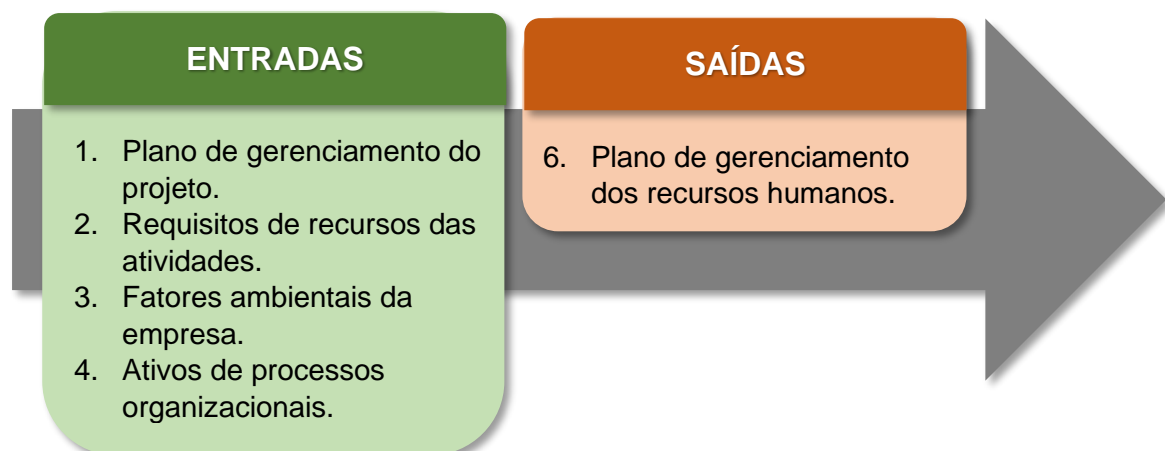 ENTRADAS
1. Plano de gerenciamento do
projeto.
2. Requisitos de recursos das
atividades.
3. Fatores ambientais da
empresa.
4. Ativos de processos
organizacionais.
SAÍDAS
6. Plano de gerenciamento
dos recursos humanos.